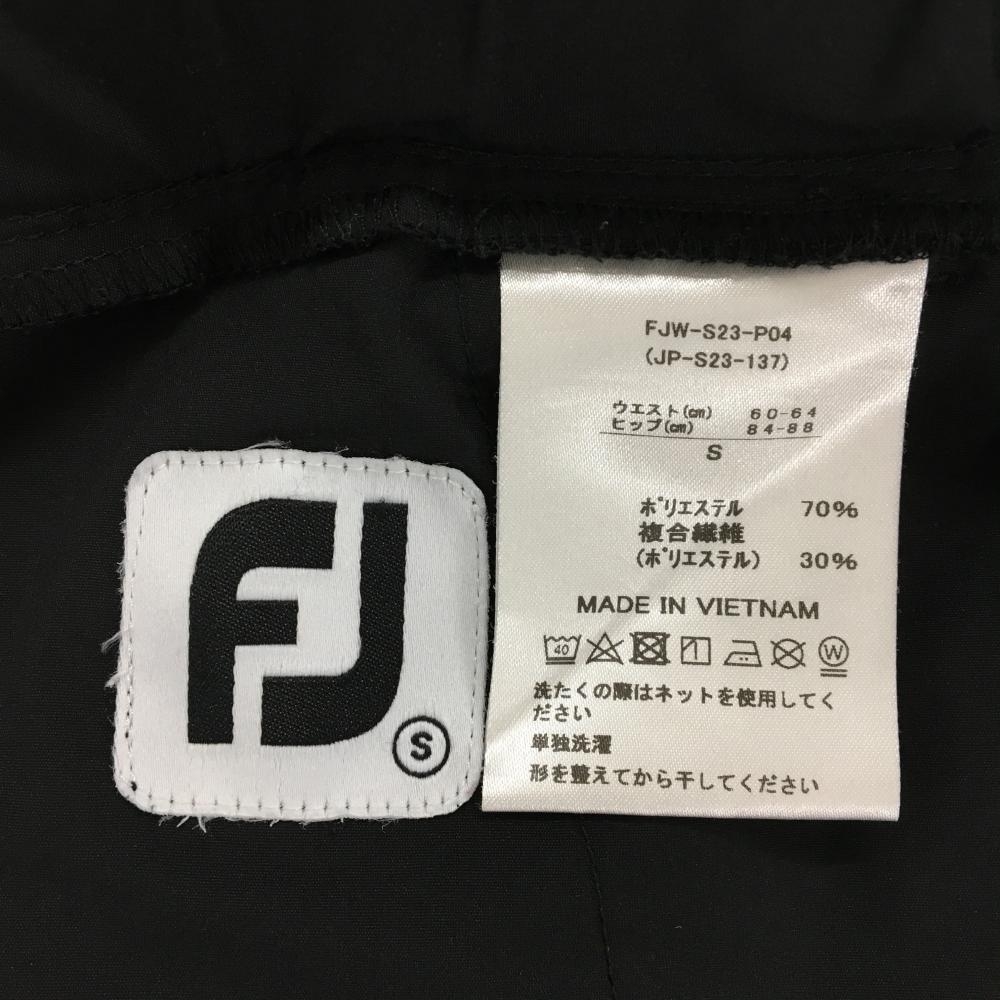 FJ
S
FJW-S23-P04
(JP-S23-137)
ウエスト(㎝) 60-64
ヒップ(㎝) 84-88
S
ポリエステル 70%
複合繊維
(ポリエステル) 30%
MADE IN VIETNAM
40 W
洗たくの際はネットを使用してく
ださい
単独洗濯
形を整えてから干してください